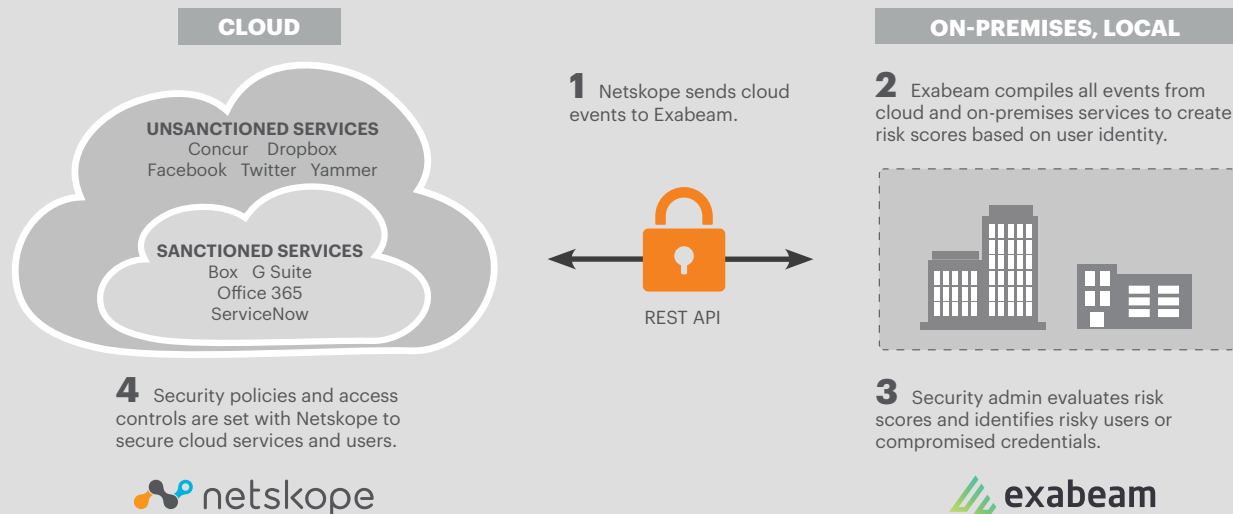 CLOUD
UNSANCTIONED SERVICES
Concur Dropbox
Facebook Twitter Yammer
SANCTIONED SERVICES
Box G Suite
Office 365
ServiceNow
1 Netskope sends cloud
events to Exabeam.
REST API
ON-PREMISES, LOCAL
2 Exabeam compiles all events from
cloud and on-premises services to create
risk scores based on user identity.
3 Security admin evaluates risk
scores and identifies risky users or
compromised credentials.
exabeam
4 Security policies and access
controls are set with Netskope to
secure cloud services and users.
netskope